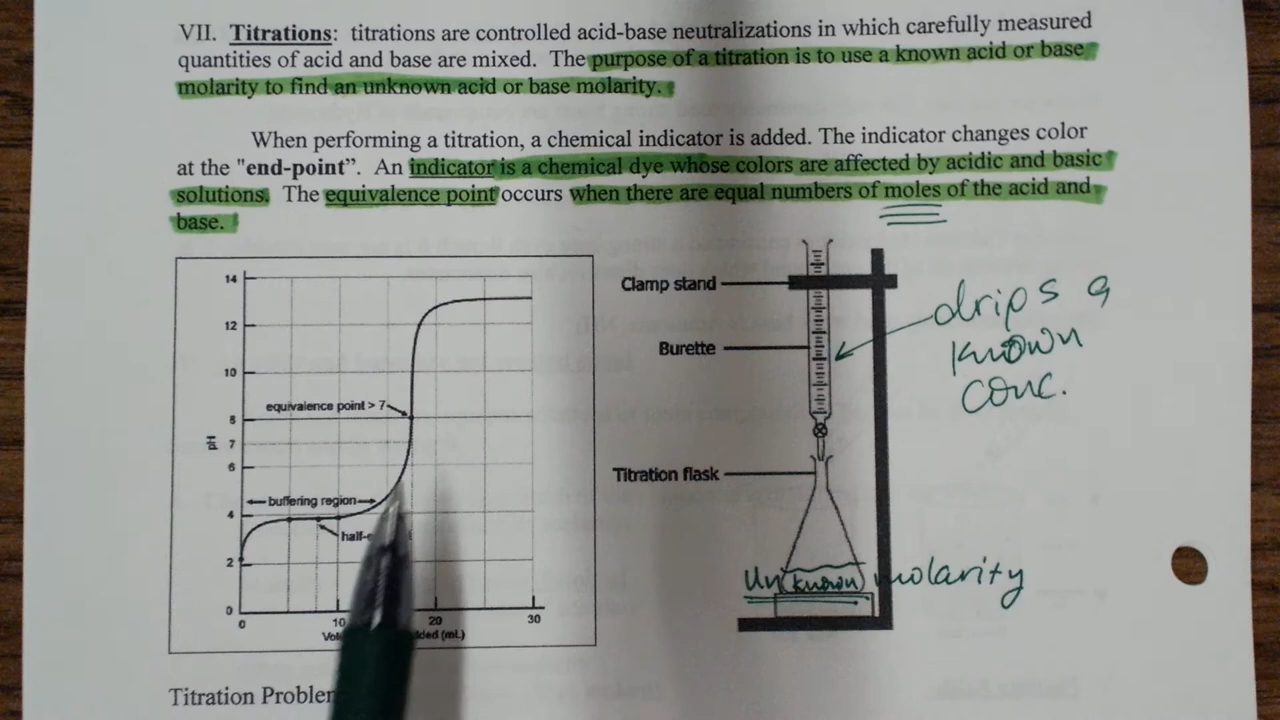 VII. Titrations: titrations are controlled acid-base neutralizations in which carefully measured
quantities of acid and base are mixed. The purpose of a titration is to use a known acid or base
molarity to find an unknown acid or base molarity.
When performing a titration, a chemical indicator is added. The indicator changes color
at the "end-point”. An indicator is a chemical dye whose colors are affected by acidic and basic
solutions. The equivalence point occurs when there are equal numbers of moles of the acid and
base.
14
12
10
equivalence point > 7
8
pH
7
6
buffering region
4
half-
2
0
0
10
20
30
(mL)
Clamp stand
Burette
Titration flask
drips a
known
conc.
Unknown molarity
Titration